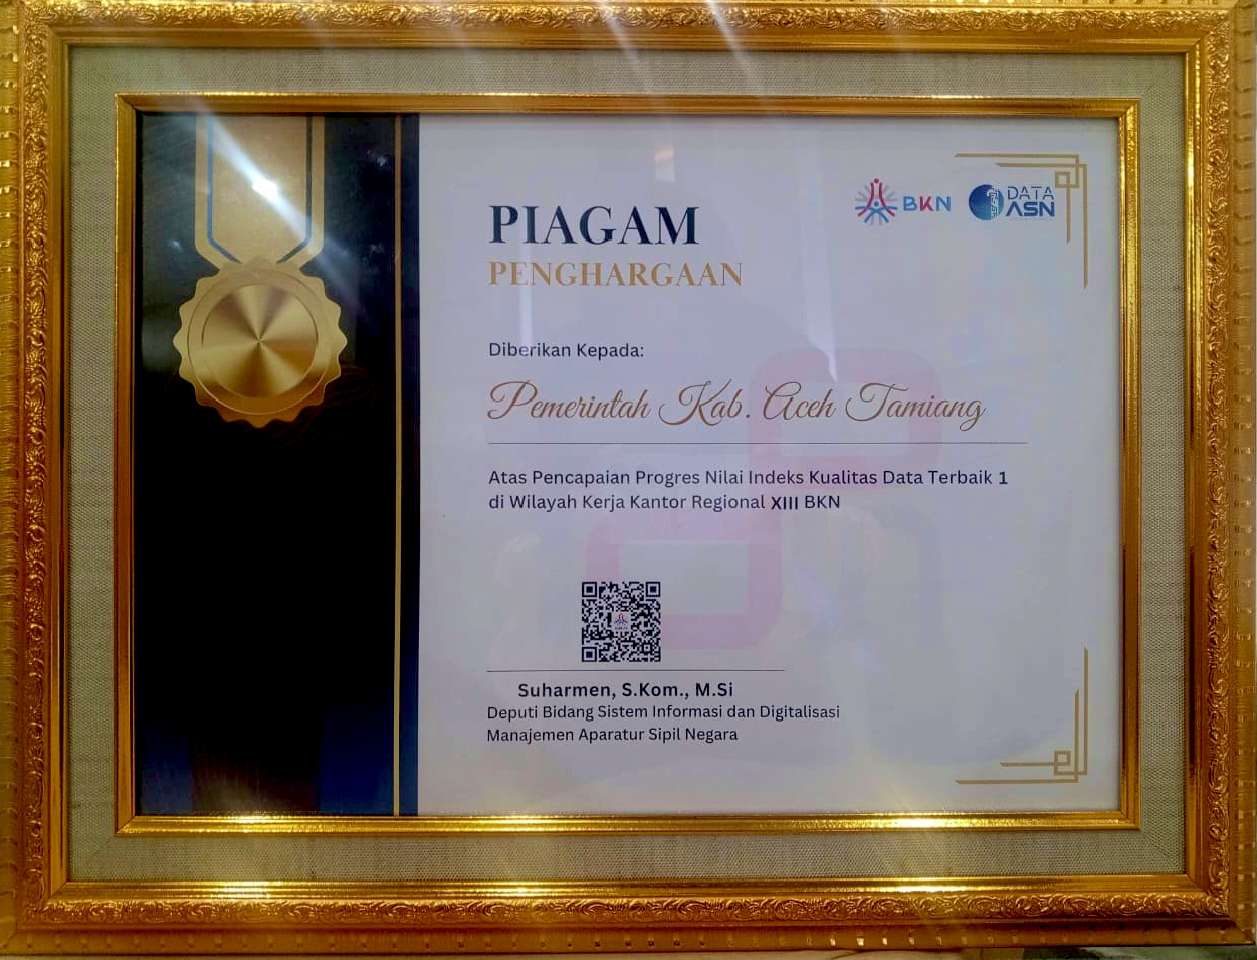 BKN
DATA
ASN
PIAGAM
PENGHARGAAN
Diberikan Kepada:
Pemerintah Kab. Aceh Tamiang
Atas Pencapaian Progres Nilai Indeks Kualitas Data Terbaik 1
di Wilayah Kerja Kantor Regional XIII BKN
Suharmen, S.Kom., M.Si
Deputi Bidang Sistem Informasi dan Digitalisasi
Manajemen Aparatur Sipil Negara